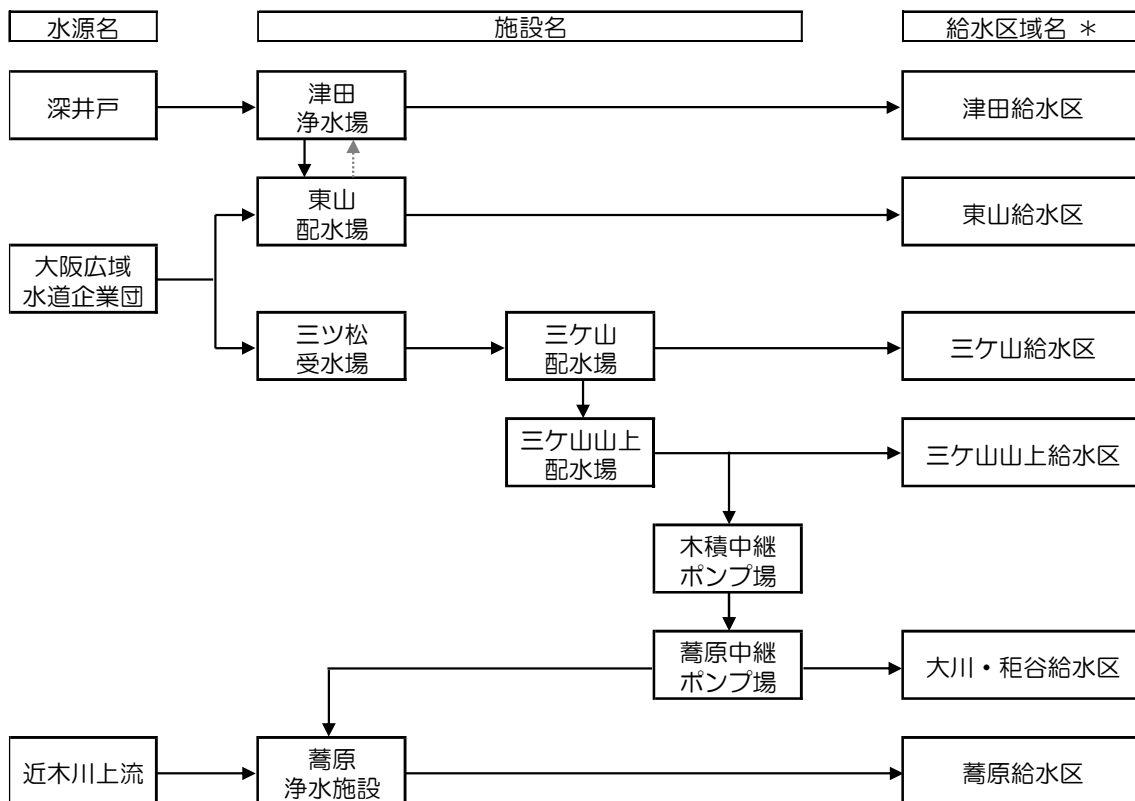 水源名
施設名
給水区域名 ＊
深井戸
津田
浄水場
津田給水区
東山
配水場
東山給水区
大阪広域
水道企業団
三ツ松
受水場
三ケ山
配水場
三ケ山給水区
三ケ山山上
配水場
三ケ山山上給水区
木積中継
ポンプ場
蕎原中継
ポンプ場
大川・秬谷給水区
近木川上流
蕎原
浄水施設
蕎原給水区